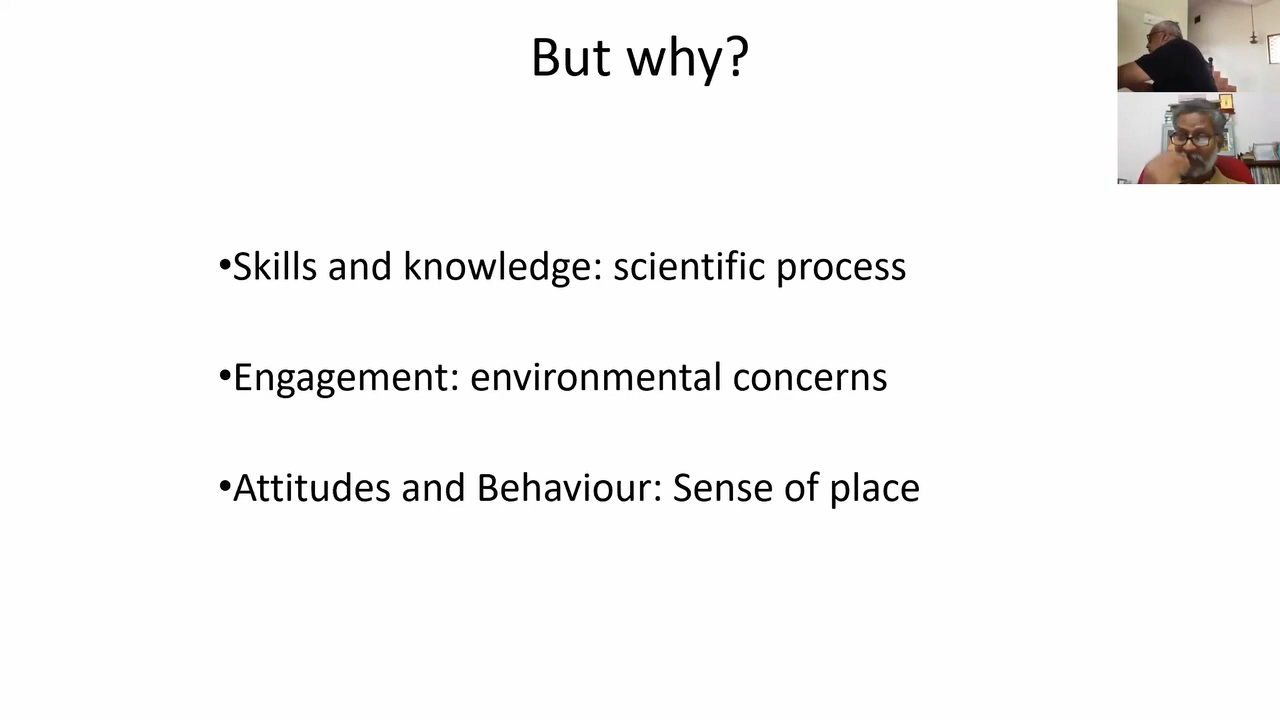 But why?
•Skills and knowledge: scientific process
•Engagement: environmental concerns
•Attitudes and Behaviour: Sense of place